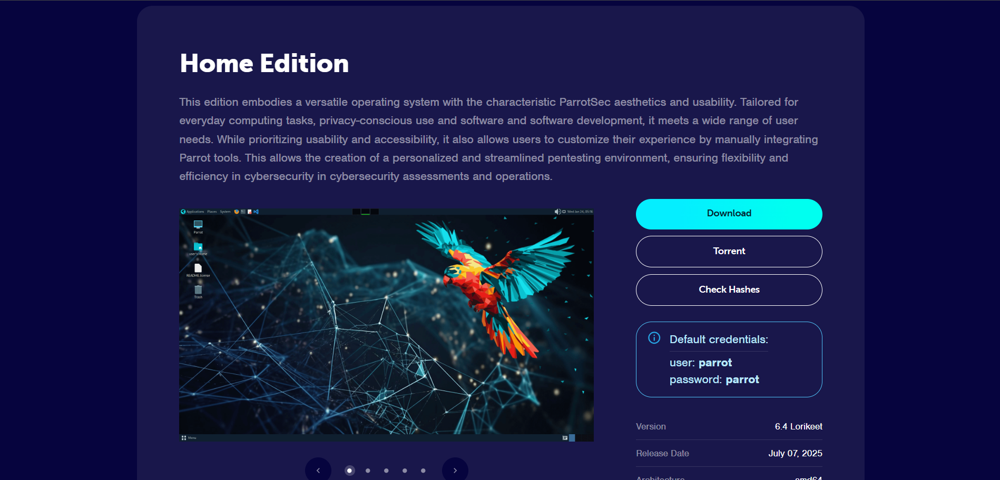 Home Edition
This edition embodies a versatile operating system with the characteristic ParrotSec aesthetics and usability. Tailored for
everyday computing tasks, privacy-conscious use and software and software development, it meets a wide range of user
needs. While prioritizing usability and accessibility, it also allows users to customize their experience by manually integrating
Parrot tools. This allows the creation of a personalized and streamlined pentesting environment, ensuring flexibility and
efficiency in cybersecurity in cybersecurity assessments and operations.
Applications Places System
Wed Jan 24, 05:16
Parrot
user's Home
README.license
Trash
Menu
Download
Torrent
Check Hashes
Default credentials:
user: parrot
password: parrot
Version 6.4 Lorikeet
Release Date July 07, 2025
Architecture amd64